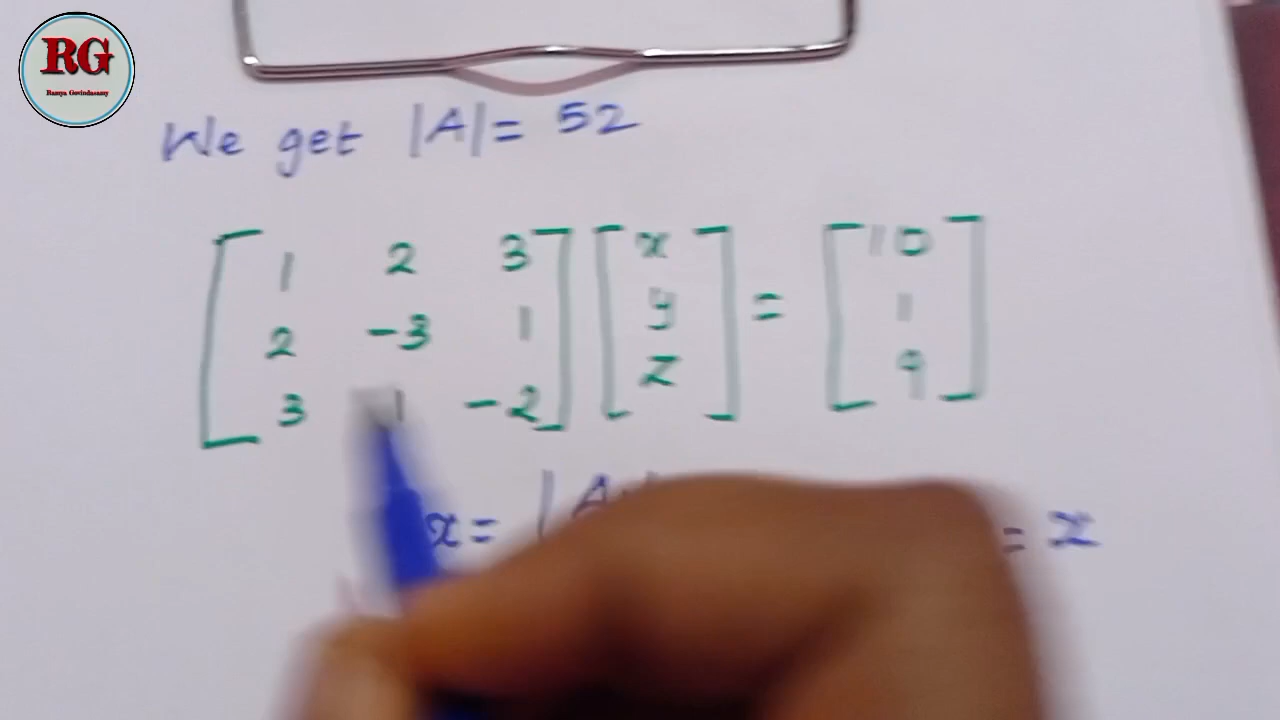 RG
Ramya Govindasamy
We get |A| = 52
1 2 3 x = 10
2 -3 1 y 1
3 1 -2 z 9
x = = x